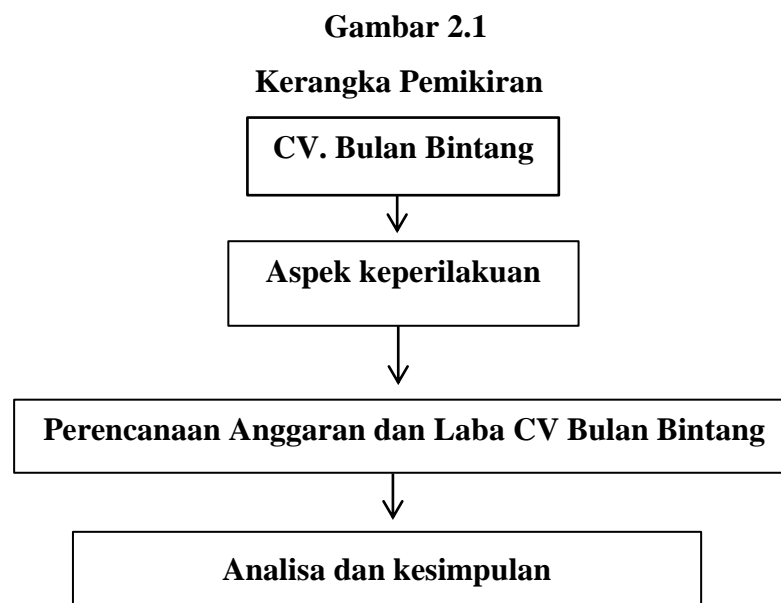 Gambar 2.1
Kerangka Pemikiran
CV. Bulan Bintang
Aspek keperilakuan
Perencanaan Anggaran dan Laba CV Bulan Bintang
Analisa dan kesimpulan